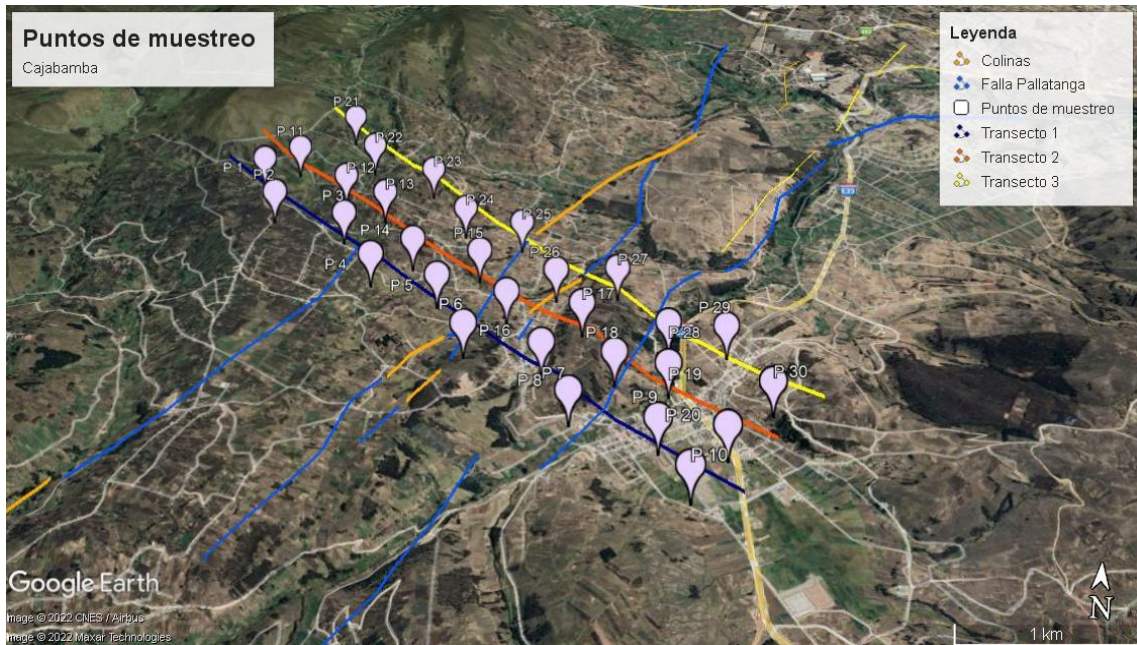 Puntos de muestreo
Cajabamba
Leyenda
Colinas
Falla Pallatanga
Puntos de muestreo
Transecto 1
Transecto 2
Transecto 3
P 21
P 11
P 22
P 1
P 2
P 12
P 23
P 3
P 13
P 24
P 14
P 25
P 4
P 15
P 5
P 26
P 27
P 6
P 17
P 16
P 18
P 28
P 29
P 7
P 8
P 19
P 30
P 9
P 20
P 10
E35
Google Earth
Image © 2022 CNES / Airbus
Image © 2022 Maxar Technologies
N
1 km